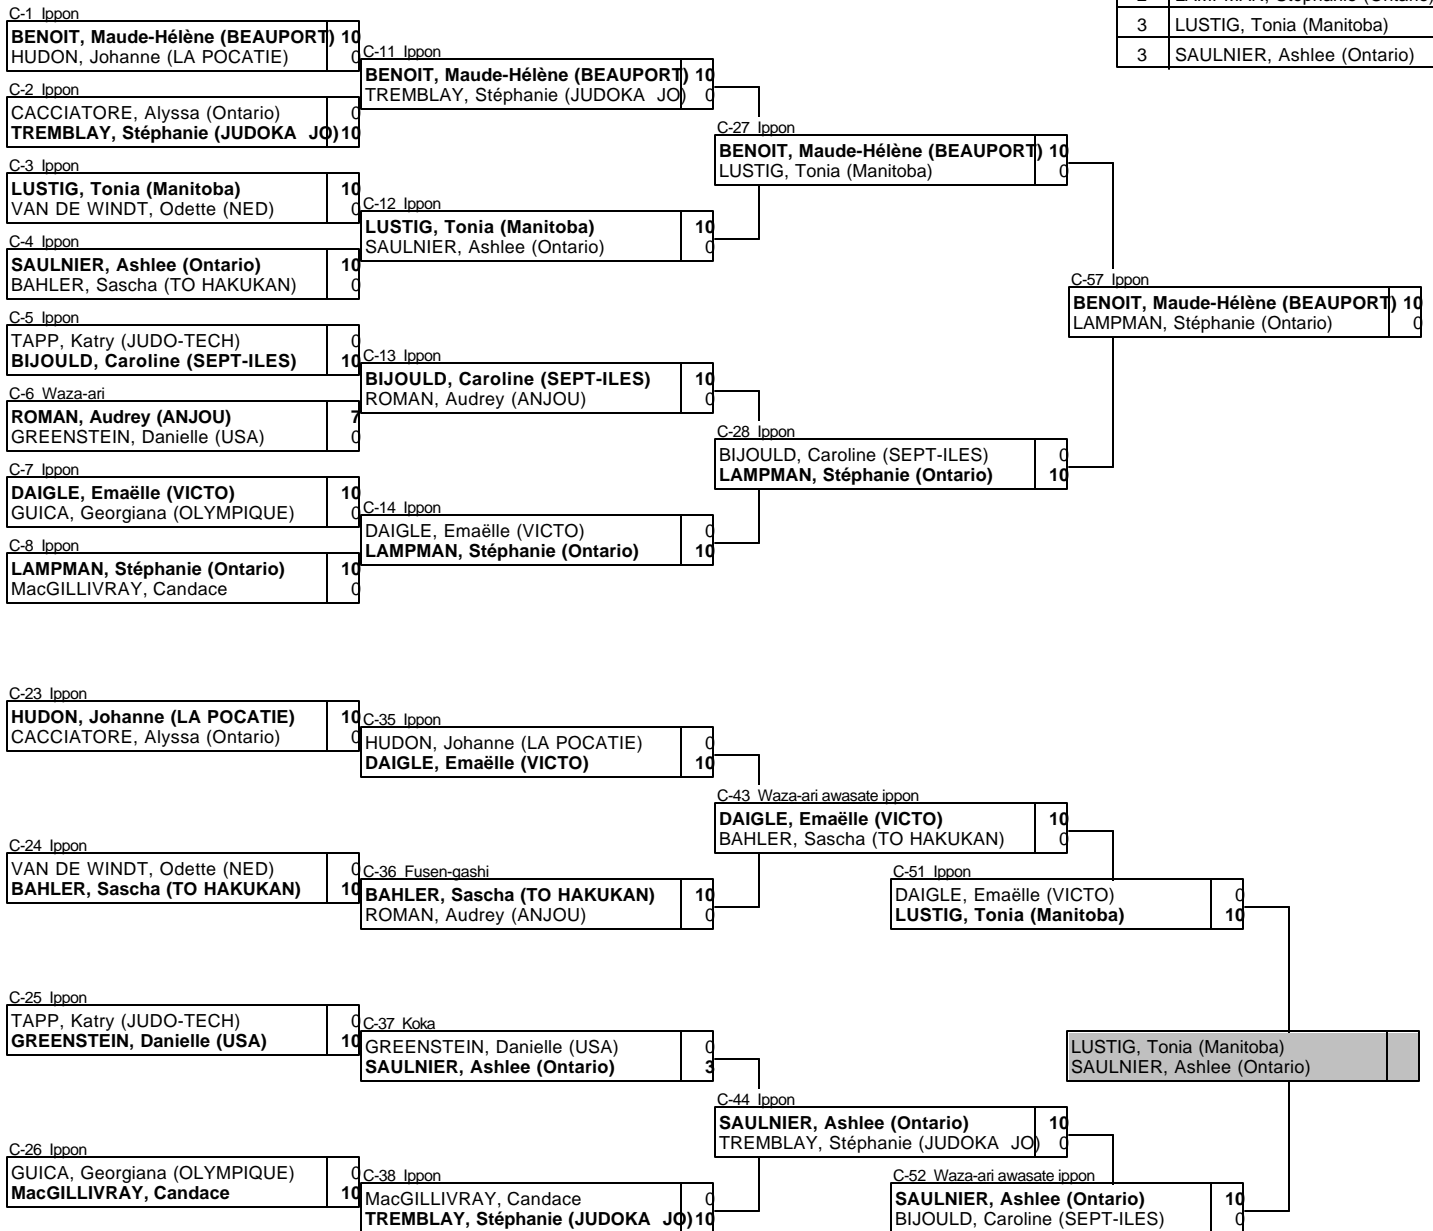 2 LAMPMAN, Stéphanie (Ontario)
3 LUSTIG, Tonia (Manitoba)
3 SAULNIER, Ashlee (Ontario)
C-1 Ippon
BENOIT, Maude-Hélène (BEAUPORT) 10
HUDON, Johanne (LA POCATIE) 0
C-2 Ippon
CACCIATORE, Alyssa (Ontario) 0
TREMBLAY, Stéphanie (JUDOKA JO) 10
C-3 Ippon
LUSTIG, Tonia (Manitoba) 10
VAN DE WINDT, Odette (NED) 0
C-4 Ippon
SAULNIER, Ashlee (Ontario) 10
BAHLER, Sascha (TO HAKUKAN) 0
C-5 Ippon
TAPP, Katry (JUDO-TECH) 0
BIJOULD, Caroline (SEPT-ILES) 10
C-6 Waza-ari
ROMAN, Audrey (ANJOU) 7
GREENSTEIN, Danielle (USA) 0
C-7 Ippon
DAIGLE, Emaëlle (VICTO) 10
GUICA, Georgiana (OLYMPIQUE) 0
C-8 Ippon
LAMPMAN, Stéphanie (Ontario) 10
MacGILLIVRAY, Candace 0
C-11 Ippon
BENOIT, Maude-Hélène (BEAUPORT) 10
TREMBLAY, Stéphanie (JUDOKA JO) 0
C-12 Ippon
LUSTIG, Tonia (Manitoba) 10
SAULNIER, Ashlee (Ontario) 0
C-13 Ippon
BIJOULD, Caroline (SEPT-ILES) 10
ROMAN, Audrey (ANJOU) 0
C-14 Ippon
DAIGLE, Emaëlle (VICTO) 0
LAMPMAN, Stéphanie (Ontario) 10
C-27 Ippon
BENOIT, Maude-Hélène (BEAUPORT) 10
LUSTIG, Tonia (Manitoba) 0
C-28 Ippon
BIJOULD, Caroline (SEPT-ILES) 0
LAMPMAN, Stéphanie (Ontario) 10
C-57 Ippon
BENOIT, Maude-Hélène (BEAUPORT) 10
LAMPMAN, Stéphanie (Ontario) 0
C-23 Ippon
HUDON, Johanne (LA POCATIE) 10
CACCIATORE, Alyssa (Ontario) 0
C-24 Ippon
VAN DE WINDT, Odette (NED) 0
BAHLER, Sascha (TO HAKUKAN) 10
C-25 Ippon
TAPP, Katry (JUDO-TECH) 0
GREENSTEIN, Danielle (USA) 10
C-26 Ippon
GUICA, Georgiana (OLYMPIQUE) 0
MacGILLIVRAY, Candace 10
C-35 Ippon
HUDON, Johanne (LA POCATIE) 0
DAIGLE, Emaëlle (VICTO) 10
C-36 Fusen-gashi
BAHLER, Sascha (TO HAKUKAN) 10
ROMAN, Audrey (ANJOU) 0
C-37 Koka
GREENSTEIN, Danielle (USA) 0
SAULNIER, Ashlee (Ontario) 3
C-38 Ippon
MacGILLIVRAY, Candace 0
TREMBLAY, Stéphanie (JUDOKA JO) 10
C-43 Waza-ari awasate ippon
DAIGLE, Emaëlle (VICTO) 10
BAHLER, Sascha (TO HAKUKAN) 0
C-44 Ippon
SAULNIER, Ashlee (Ontario) 10
TREMBLAY, Stéphanie (JUDOKA JO) 0
C-51 Ippon
DAIGLE, Emaëlle (VICTO) 0
LUSTIG, Tonia (Manitoba) 10
C-52 Waza-ari awasate ippon
SAULNIER, Ashlee (Ontario) 10
BIJOULD, Caroline (SEPT-ILES) 0
LUSTIG, Tonia (Manitoba)
SAULNIER, Ashlee (Ontario)